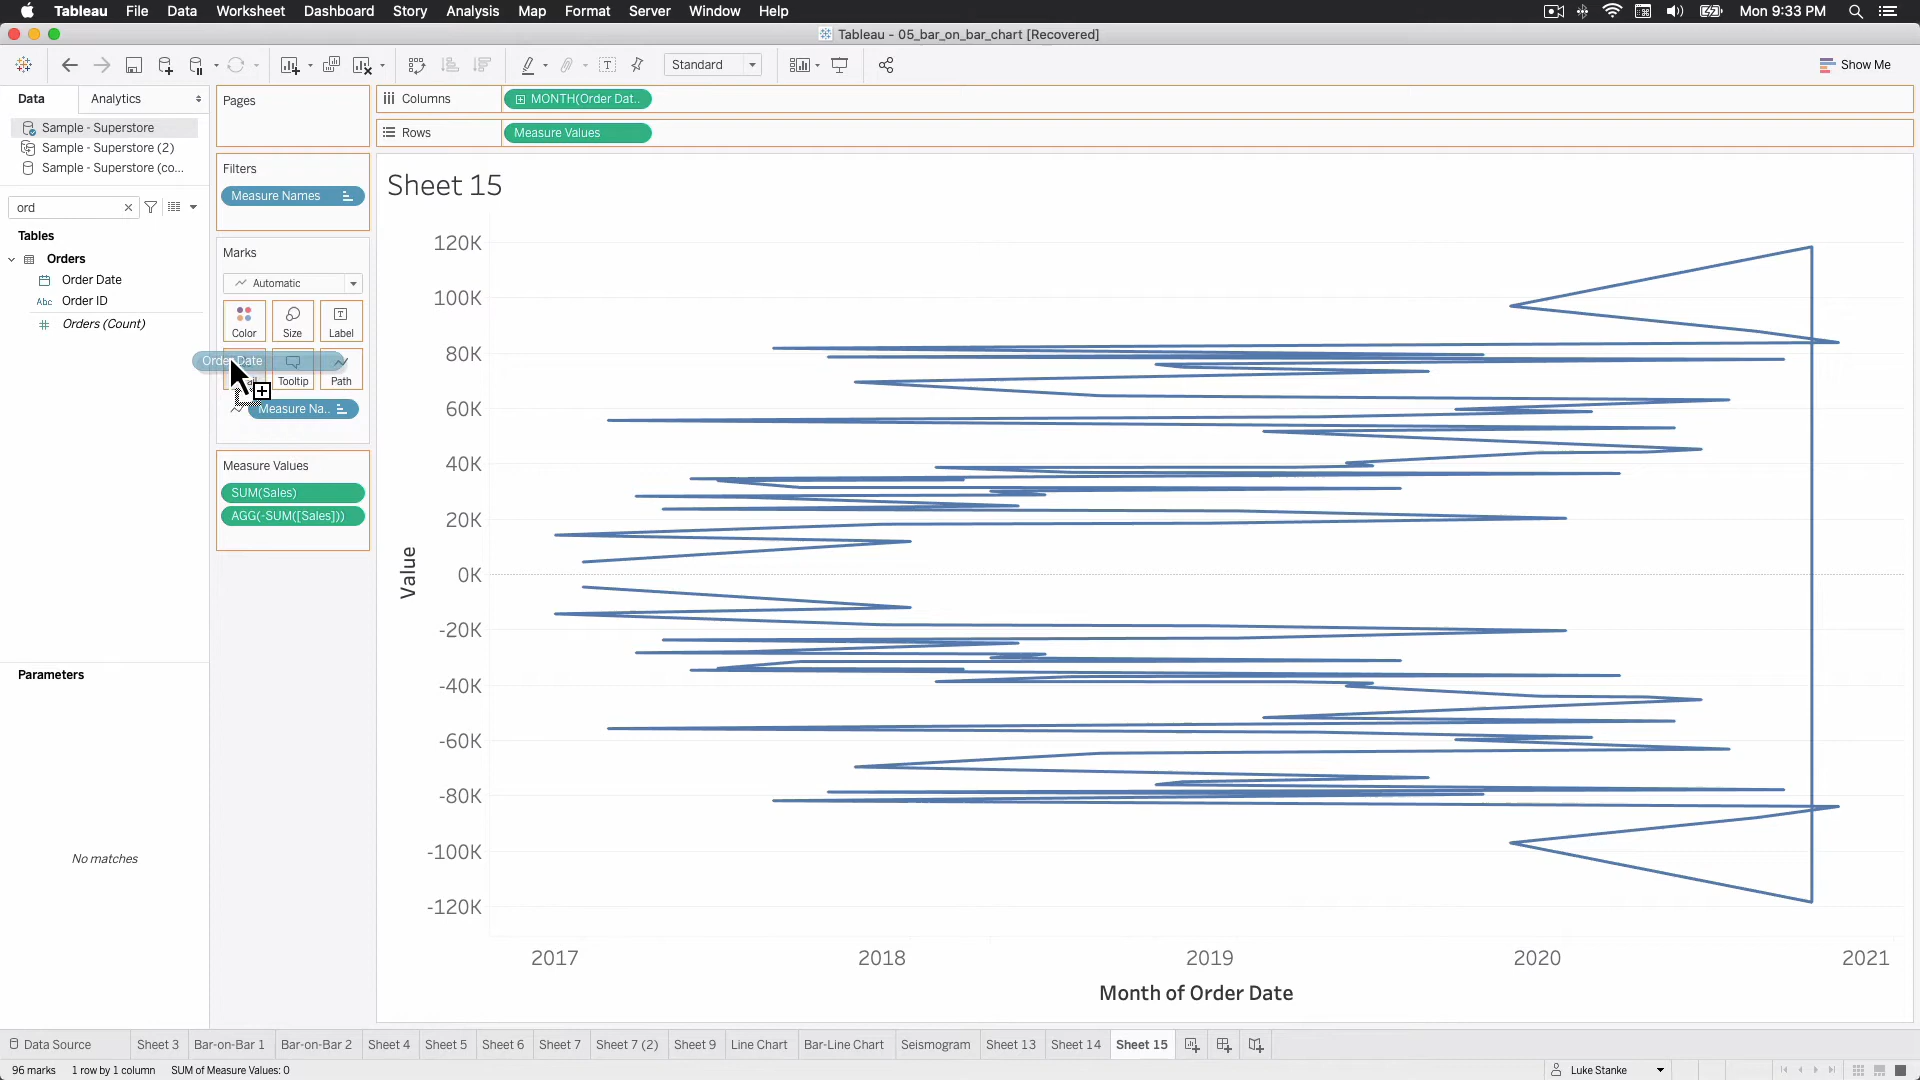 Tableau File Data Worksheet Dashboard Story Analysis Map Format Server Window Help Mon 9:33 PM
Tableau - 05_bar_on_bar_chart [Recovered]
Standard Show Me
Data Analytics
Sample - Superstore
Sample - Superstore (2)
Sample - Superstore (co...
ord
Tables
Orders
Order Date
Abc Order ID
Orders (Count)
Parameters
No matches
Pages
Filters
Measure Names
Marks
Automatic
Color Size Label
Order Date
Tooltip Path
Measure Na..
Measure Values
SUM(Sales)
AGG(-SUM([Sales]))
Columns MONTH(Order Dat..
Rows Measure Values
Sheet 15
120K
100K
80K
60K
40K
20K
0K
-20K
-40K
-60K
-80K
-100K
-120K
Value
2017 2018 2019 2020 2021
Month of Order Date
Data Source Sheet 3 Bar-on-Bar 1 Bar-on-Bar 2 Sheet 4 Sheet 5 Sheet 6 Sheet 7 Sheet 7 (2) Sheet 9 Line Chart Bar-Line Chart Seismogram Sheet 13 Sheet 14 Sheet 15
96 marks 1 row by 1 column SUM of Measure Values: 0 Luke Stanke